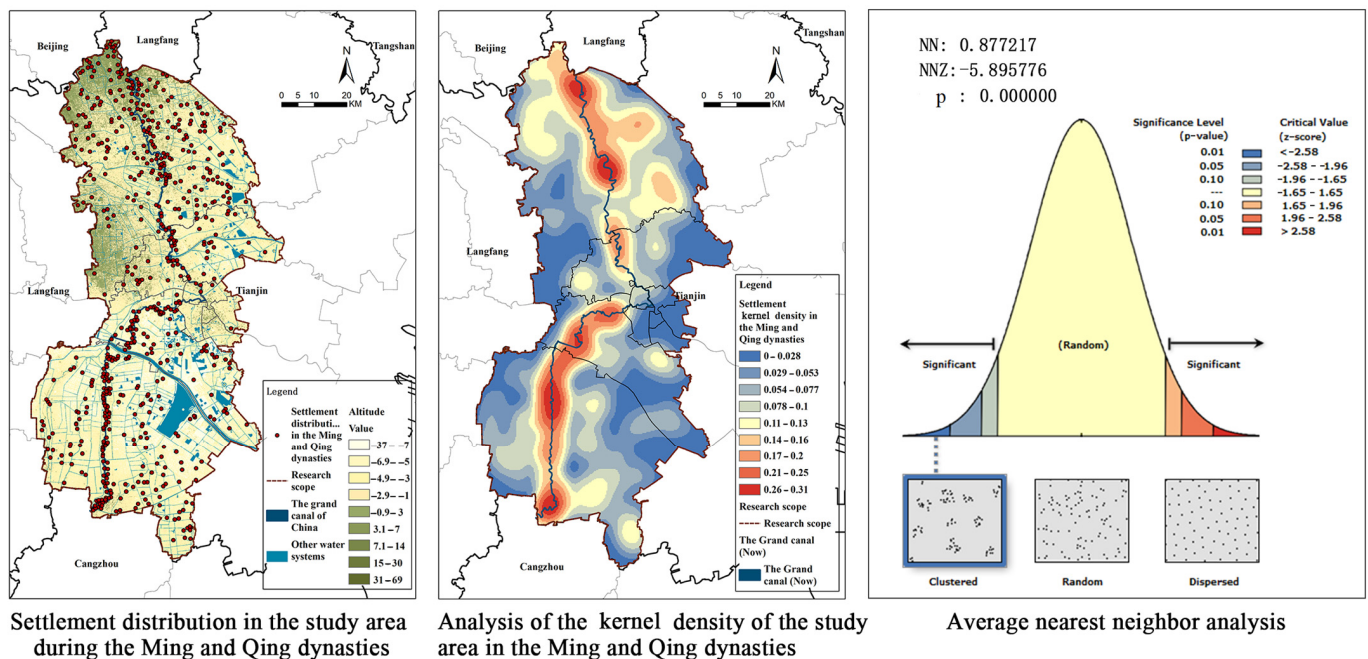 Beijing
Langfang
Tangshan
N
0 5 10 20
KM
Langfang
Tianjin
Cangzhou
Legend
Settlement
distributi...
in the Ming
and Qing
dynasties
Research
scope
The grand
canal of
China
Other water
systems
Altitude
Value
-37 - -7
-6.9- -5
-4.9- -3
-2.9- -1
-0.9- 3
3.1- 7
7.1- 14
15- 30
31- 69
Settlement distribution in the study area
during the Ming and Qing dynasties
Beijing
Langfang
Tangshan
N
0 5 10 20
KM
Langfang
Tianjin
Cangzhou
Legend
Settlement
kernel density in
the Ming and
Qing dynasties
0 - 0.028
0.029 - 0.053
0.054 - 0.077
0.078 - 0.1
0.11 - 0.13
0.14 - 0.16
0.17 - 0.2
0.21 - 0.25
0.26 - 0.31
Research scope
Research scope
The Grand canal
(Now)
The Grand
canal (Now)
Analysis of the kernel density of the study
area in the Ming and Qing dynasties
NN: 0.877217
NNZ:-5.895776
p : 0.000000
Significance Level
(p-value)
Critical Value
(z-score)
0.01 <-2.58
0.05 -2.58 - -1.96
0.10 -1.96 - -1.65
--- -1.65 - 1.65
0.10 1.65 - 1.96
0.05 1.96 - 2.58
0.01 > 2.58
Significant
(Random)
Significant
Clustered
Random
Dispersed
Average nearest neighbor analysis